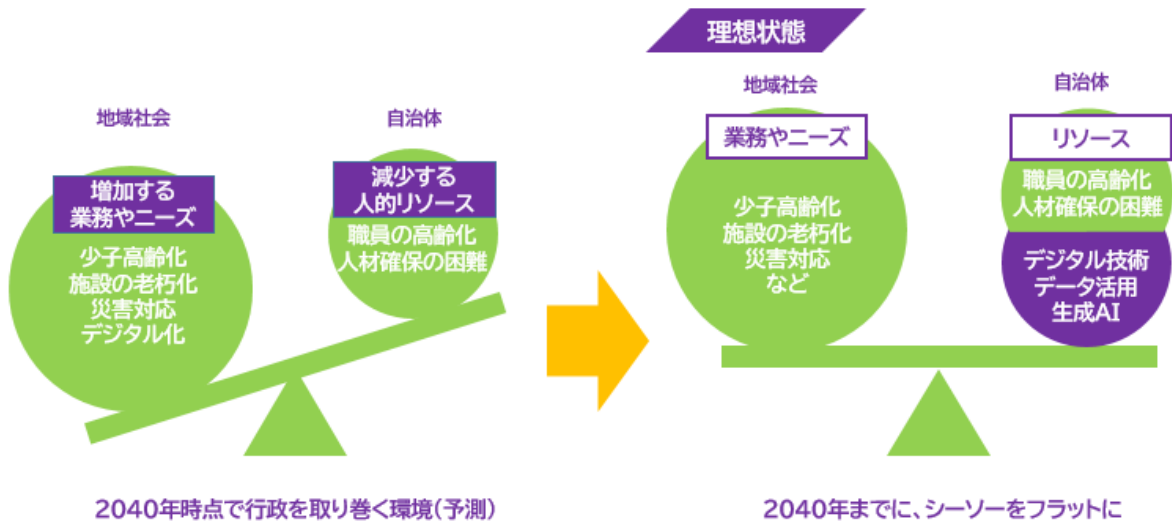 地域社会
増加する
業務やニーズ
少子高齢化
施設の老朽化
災害対応
デジタル化
自治体
減少する
人的リソース
職員の高齢化
人材確保の困難
2040年時点で行政を取り巻く環境(予測)
理想状態
地域社会
業務やニーズ
少子高齢化
施設の老朽化
災害対応
など
自治体
リソース
職員の高齢化
人材確保の困難
デジタル技術
データ活用
生成AI
2040年までに、シーソーをフラットに